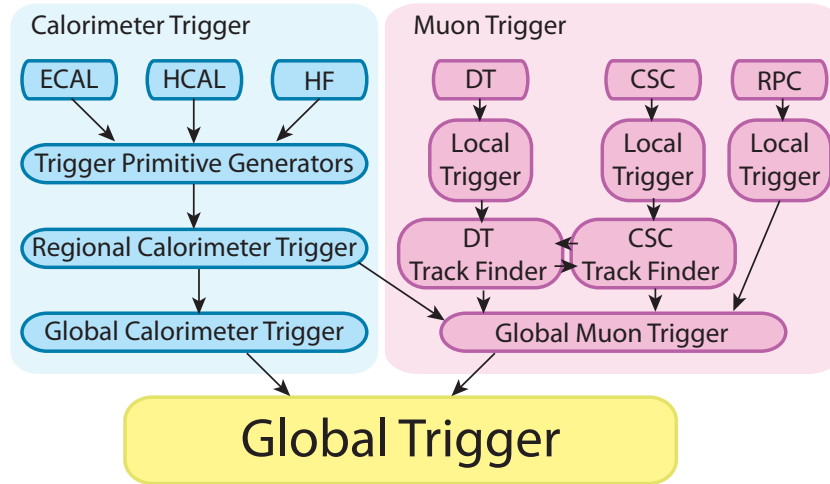 Calorimeter Trigger
ECAL
HCAL
HF
Trigger Primitive Generators
Regional Calorimeter Trigger
Global Calorimeter Trigger
Muon Trigger
DT
CSC
RPC
Local
Trigger
Local
Trigger
Local
Trigger
DT
Track Finder
CSC
Track Finder
Global Muon Trigger
Global Trigger